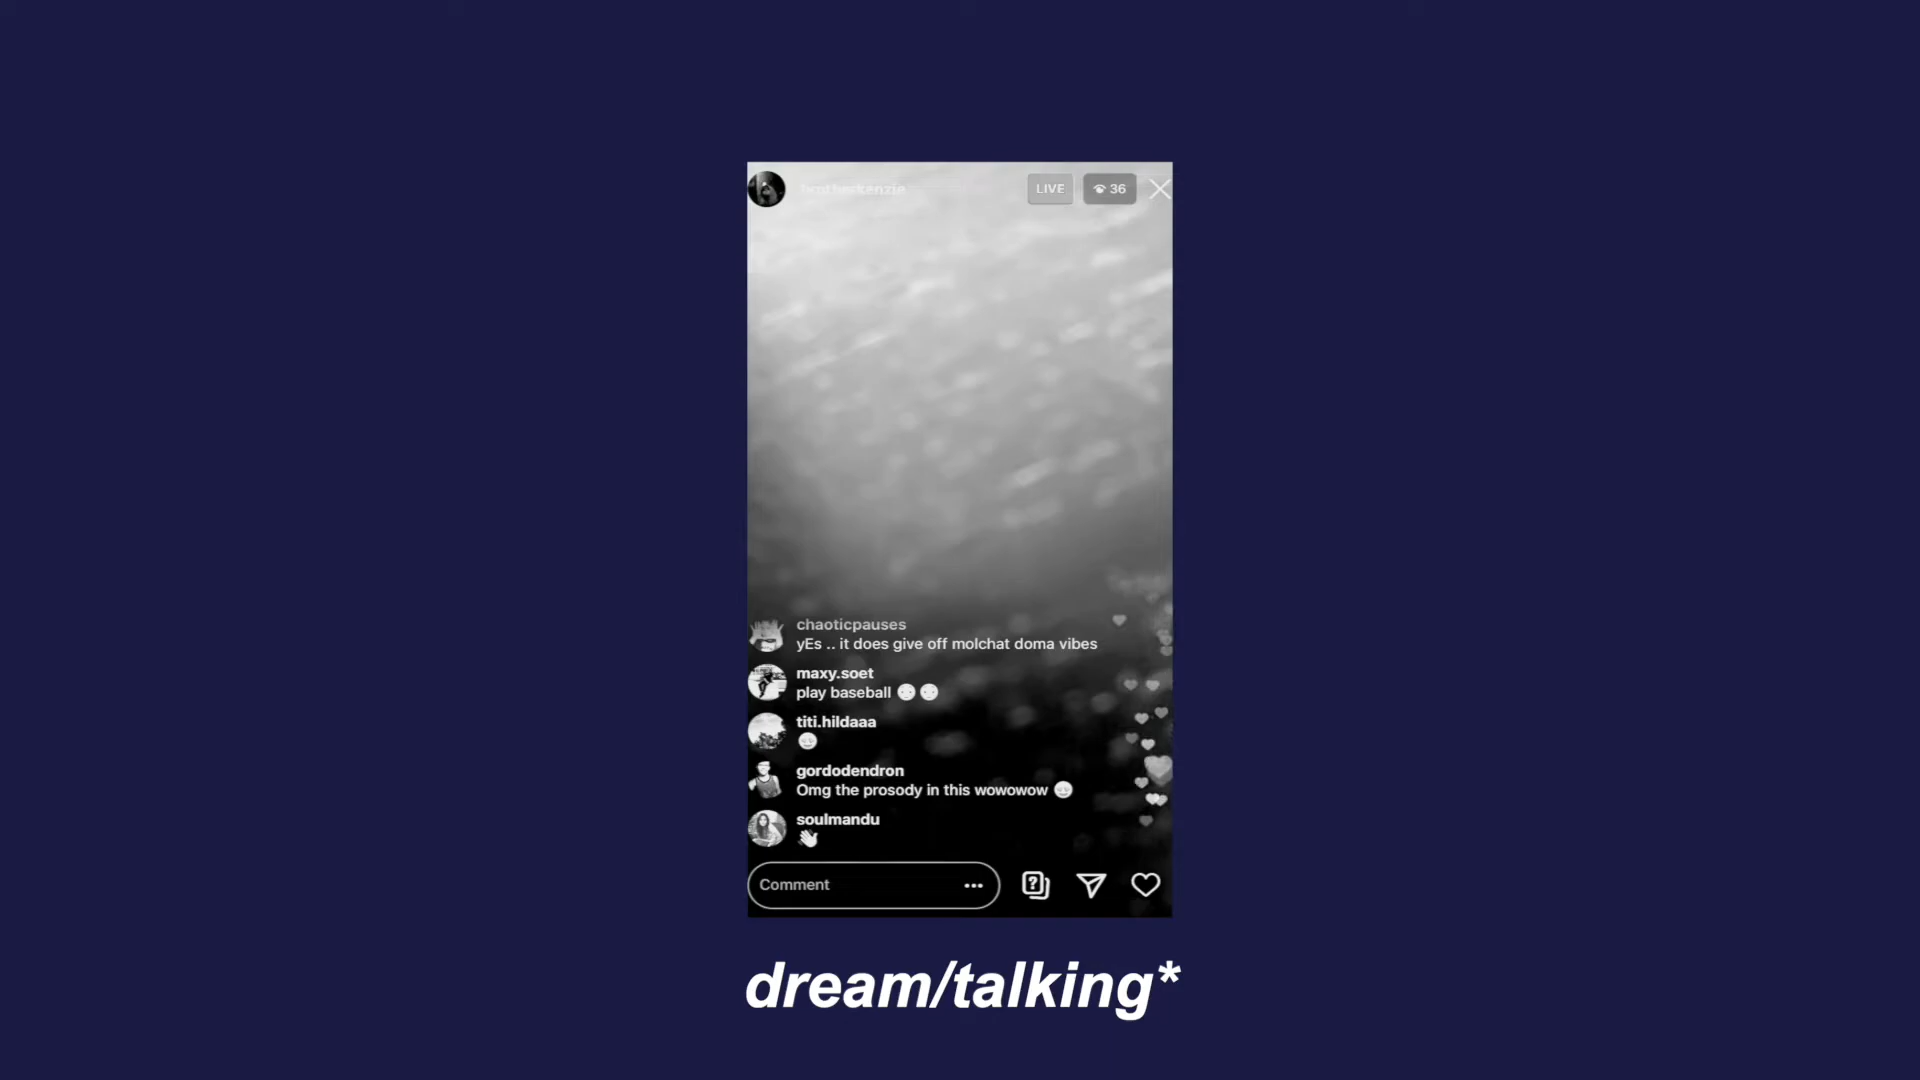 LIVE
36
chaoticpauses
yEs .. it does give off molchat doma vibes
maxy.soet
play baseball
titi.hildaaa
gordodendron
Omg the prosody in this wowowow
soulmandu
Comment
dream/talking*